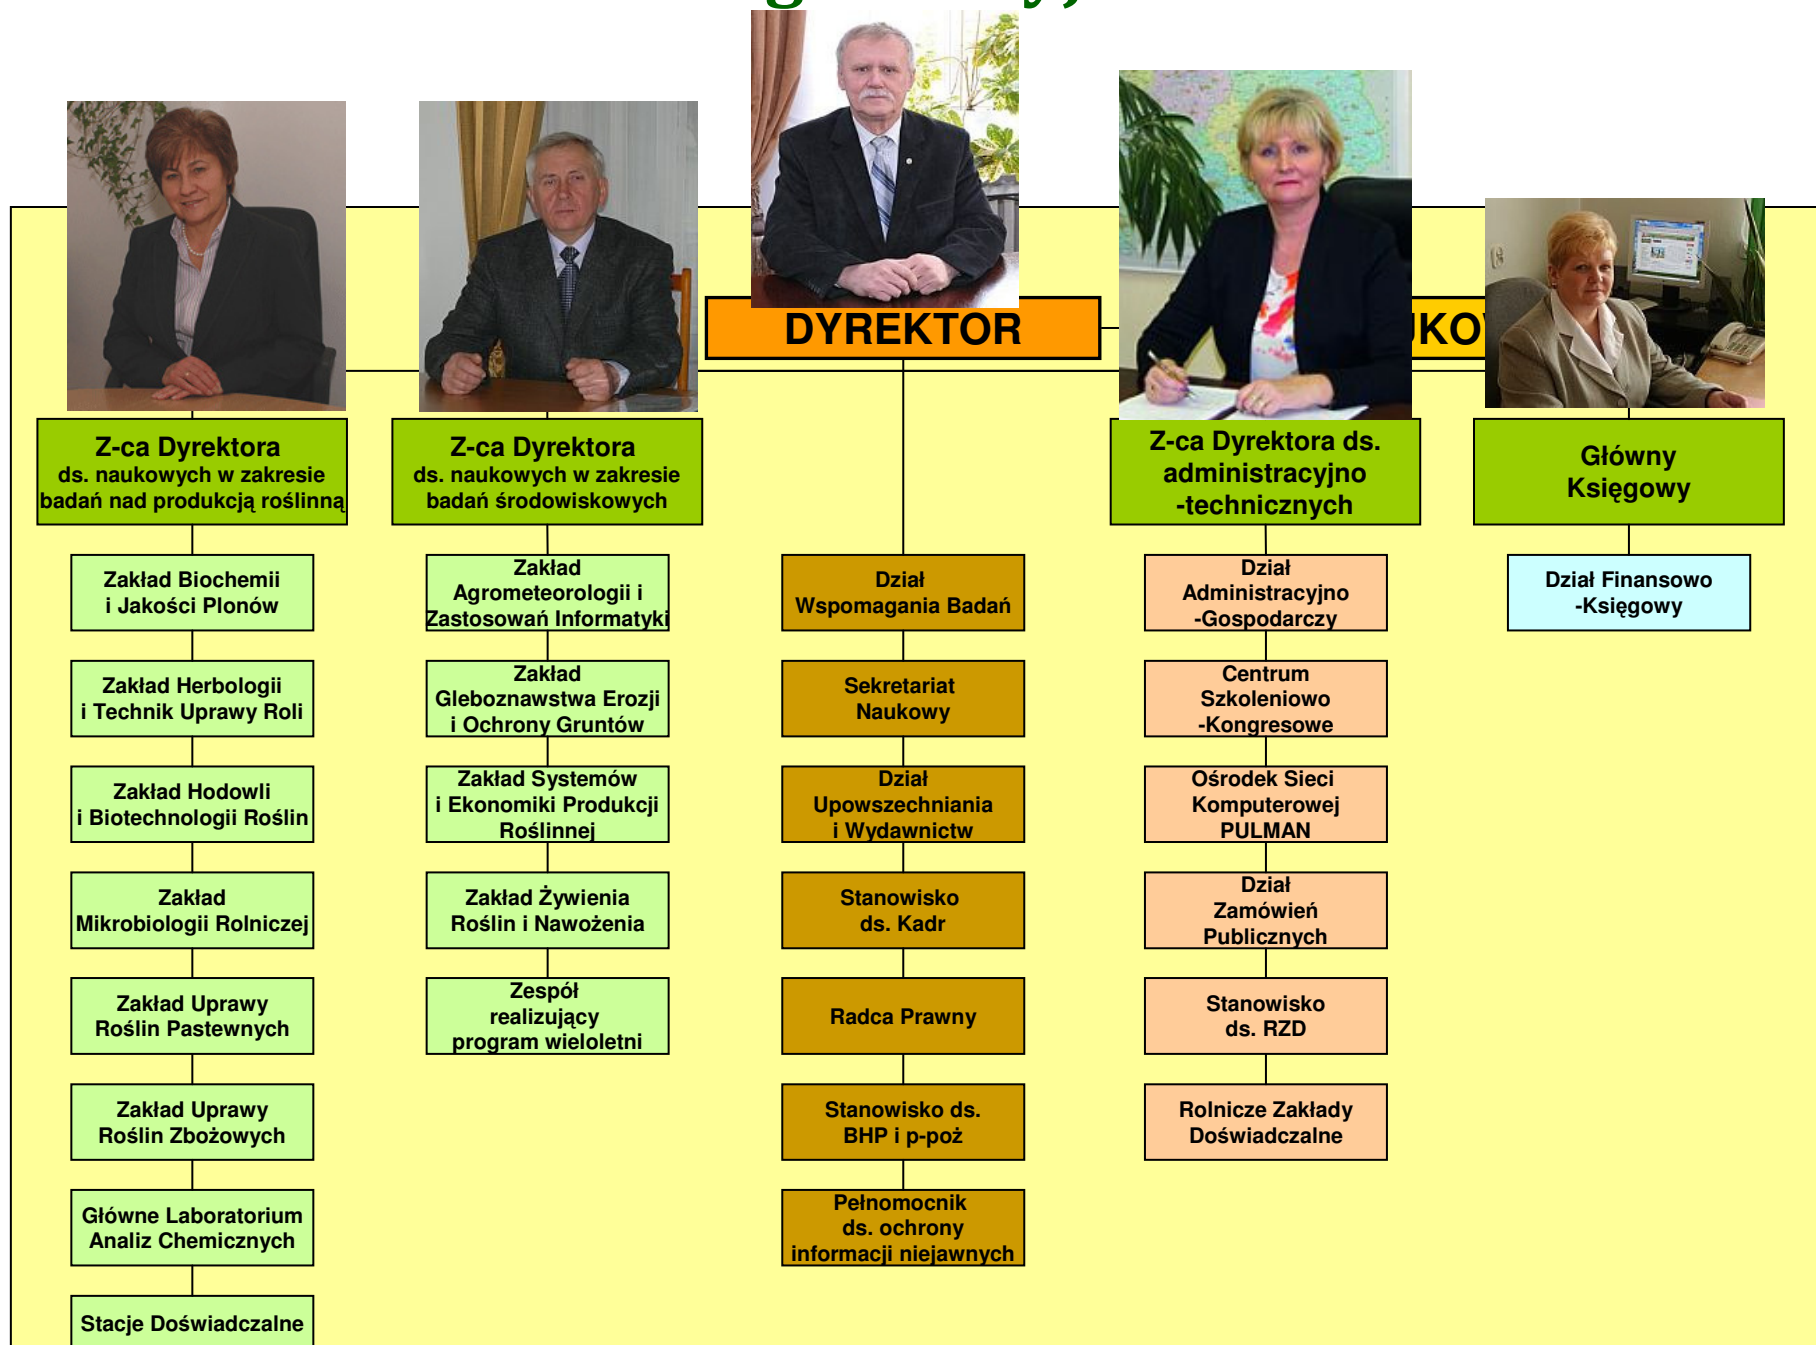 DYREKTOR
Z-ca Dyrektora
ds. naukowych w zakresie
badań nad produkcją roślinną
Zakład Biochemii
i Jakości Plonów
Zakład Herbologii
i Technik Uprawy Roli
Zakład Hodowli
i Biotechnologii Roślin
Zakład
Mikrobiologii Rolniczej
Zakład Uprawy
Roślin Pastewnych
Zakład Uprawy
Roślin Zbożowych
Główne Laboratorium
Analiz Chemicznych
Stacje Doświadczalne
Z-ca Dyrektora
ds. naukowych w zakresie
badań środowiskowych
Zakład
Agrometeorologii i
Zastosowań Informatyki
Zakład
Gleboznawstwa Erozji
i Ochrony Gruntów
Zakład Systemów
i Ekonomiki Produkcji
Roślinnej
Zakład Żywienia
Roślin i Nawożenia
Zespół
realizujący
program wieloletni
Dział
Wspomagania Badań
Sekretariat
Naukowy
Dział
Upowszechniania
i Wydawnictw
Stanowisko
ds. Kadr
Radca Prawny
Stanowisko ds.
BHP i p-poż
Pełnomocnik
ds. ochrony
informacji niejawnych
Z-ca Dyrektora ds.
administracyjno
-technicznych
Dział
Administracyjno
-Gospodarczy
Centrum
Szkoleniowo
-Kongresowe
Ośrodek Sieci
Komputerowej
PULMAN
Dział
Zamówień
Publicznych
Stanowisko
ds. RZD
Rolnicze Zakłady
Doświadczalne
Główny
Księgowy
Dział Finansowo
-Księgowy